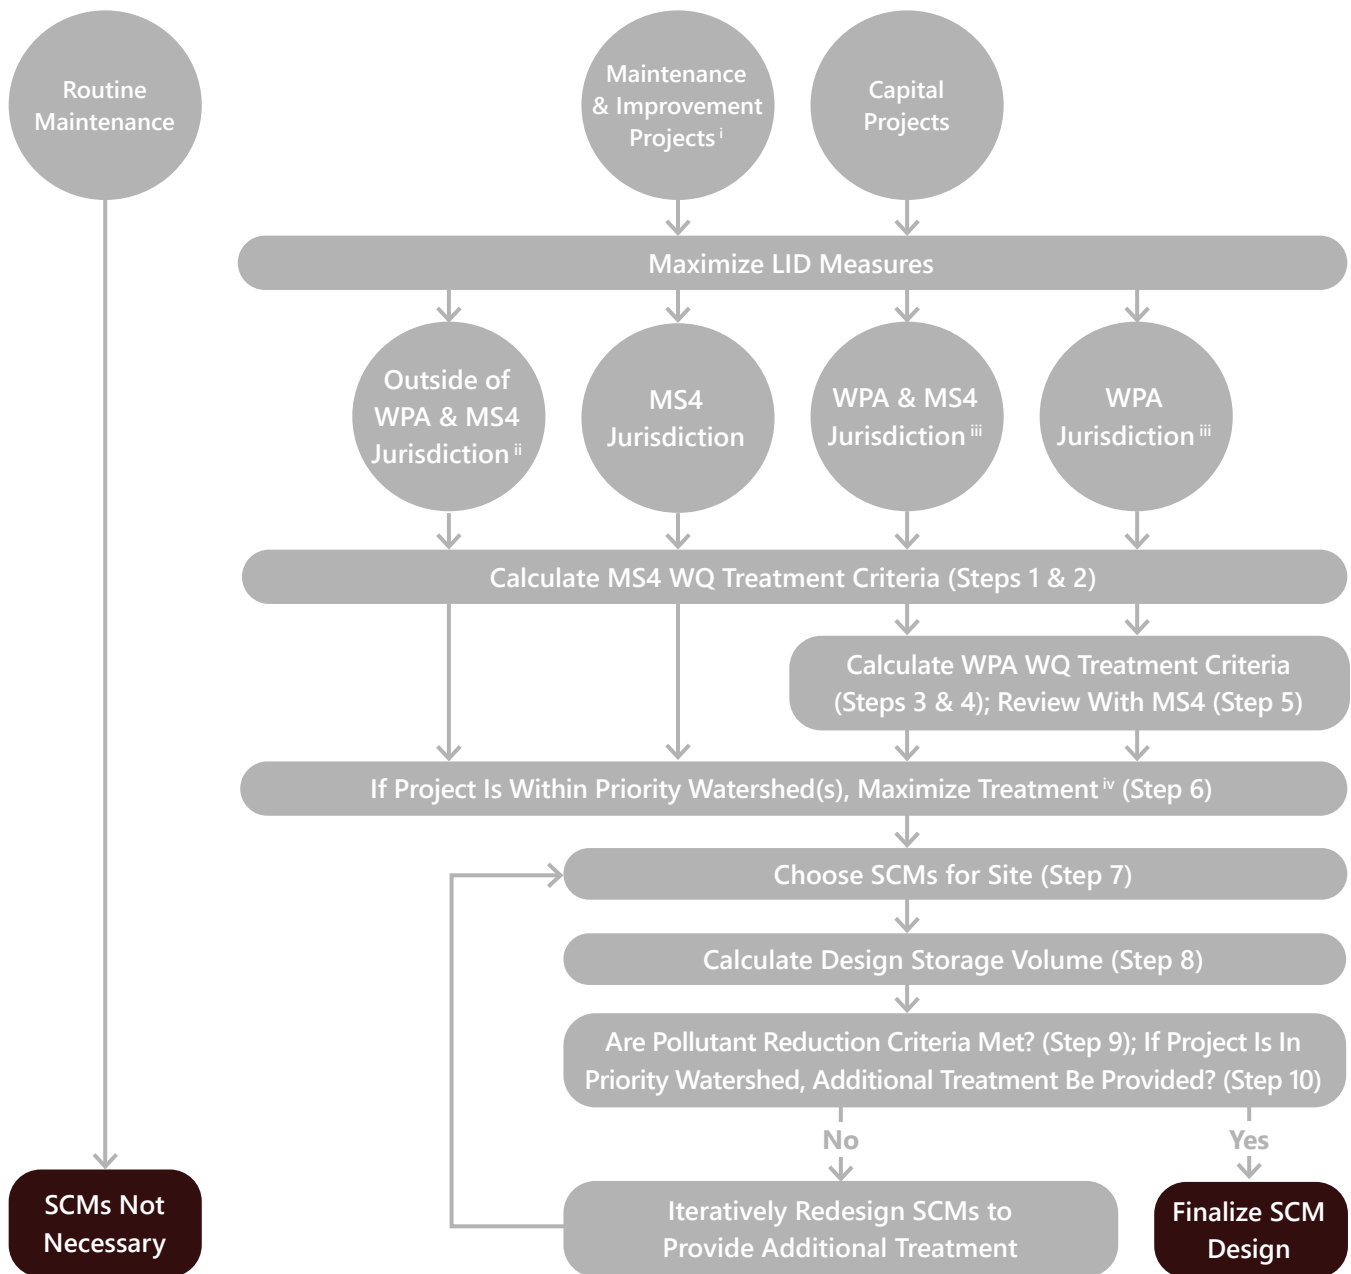 Routine
Maintenance
Maintenance
& Improvement
Projects i
Capital
Projects
Maximize LID Measures
Outside of
WPA & MS4
Jurisdiction ii
MS4
Jurisdiction
WPA & MS4
Jurisdiction iii
WPA
Jurisdiction iii
Calculate MS4 WQ Treatment Criteria (Steps 1 & 2)
Calculate WPA WQ Treatment Criteria
(Steps 3 & 4); Review With MS4 (Step 5)
If Project Is Within Priority Watershed(s), Maximize Treatment iv (Step 6)
Choose SCMs for Site (Step 7)
Calculate Design Storage Volume (Step 8)
Are Pollutant Reduction Criteria Met? (Step 9); If Project Is In
Priority Watershed, Additional Treatment Be Provided? (Step 10)
No
Yes
SCMs Not
Necessary
Iteratively Redesign SCMs to
Provide Additional Treatment
Finalize SCM
Design